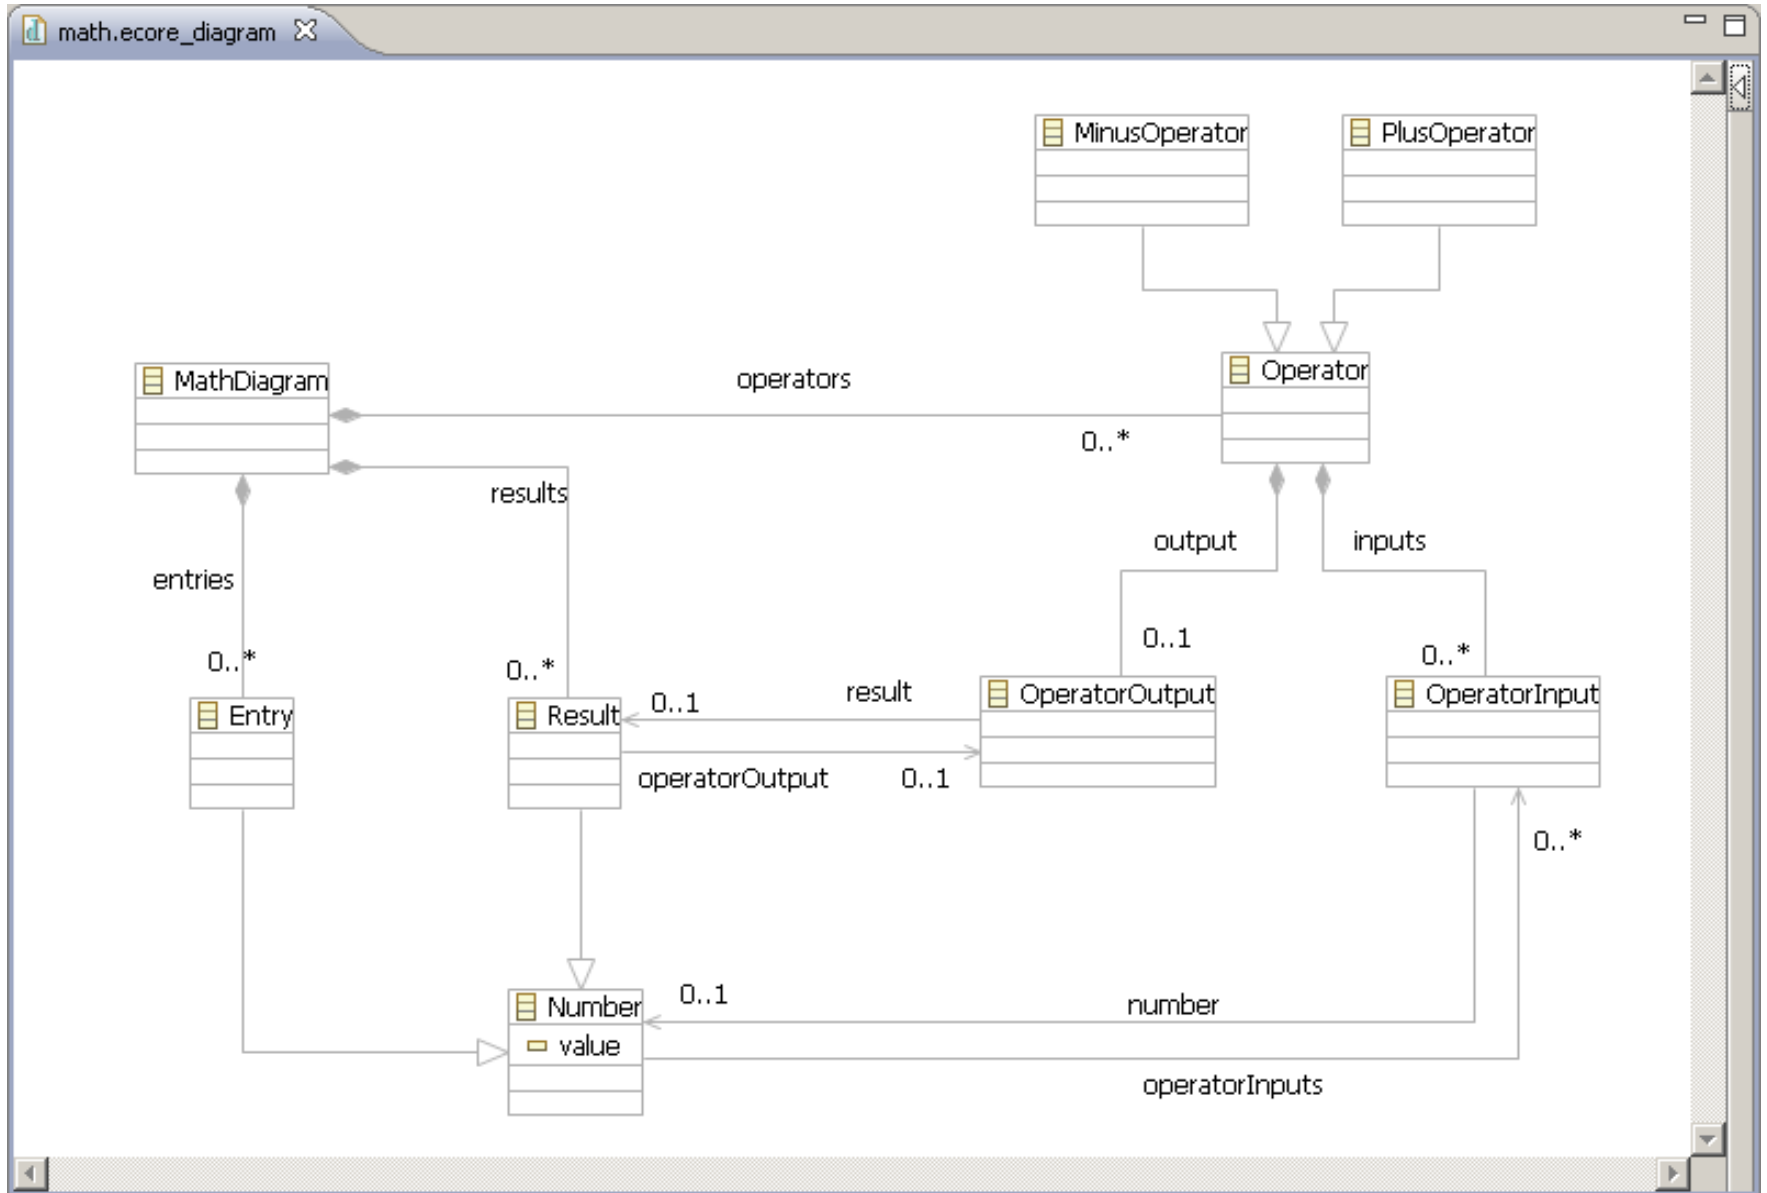 math.ecore_diagram
MinusOperator
PlusOperator
MathDiagram
operators
Operator
0..*
results
output
inputs
entries
0..*
0..*
0..1
0..*
Entry
Result
0..1
result
OperatorOutput
OperatorInput
operatorOutput
0..1
0..*
Number
0..1
number
value
operatorInputs